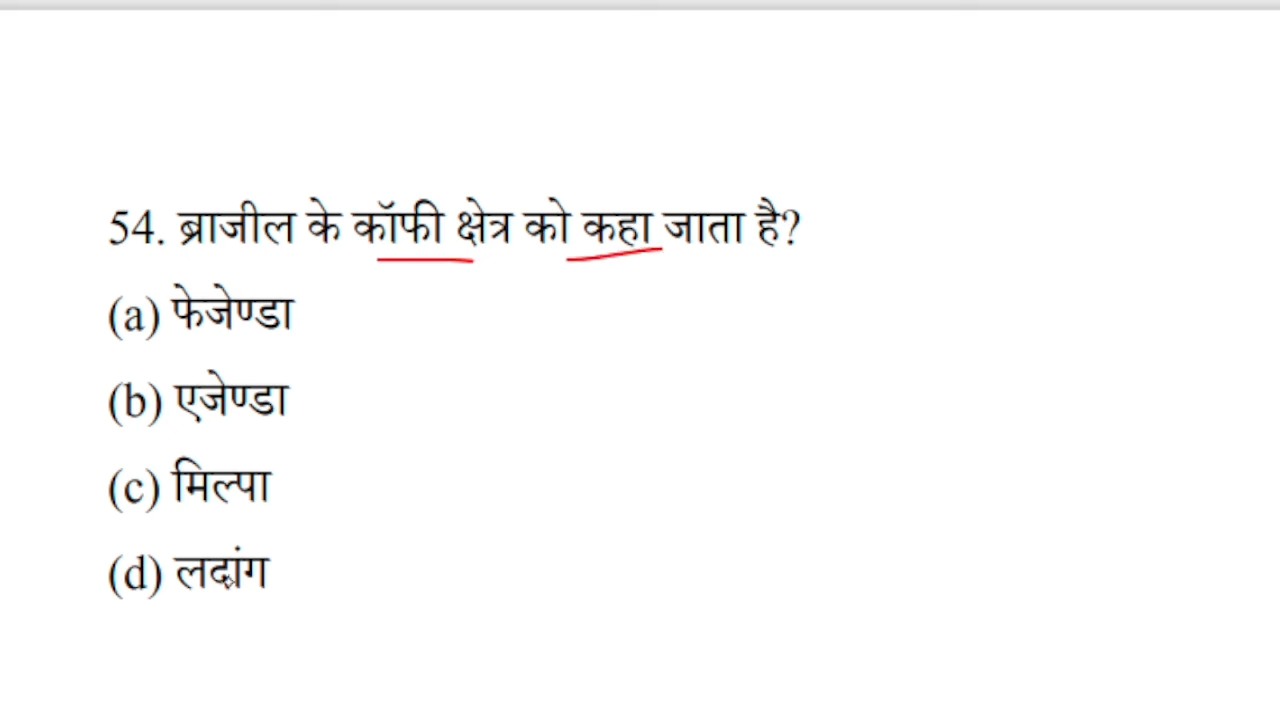 54. ब्राजील के कॉफी क्षेत्र को कहा जाता है?
(a) फेजेण्डा
(b) एजेण्डा
(c) मिल्पा
(d) लदांग